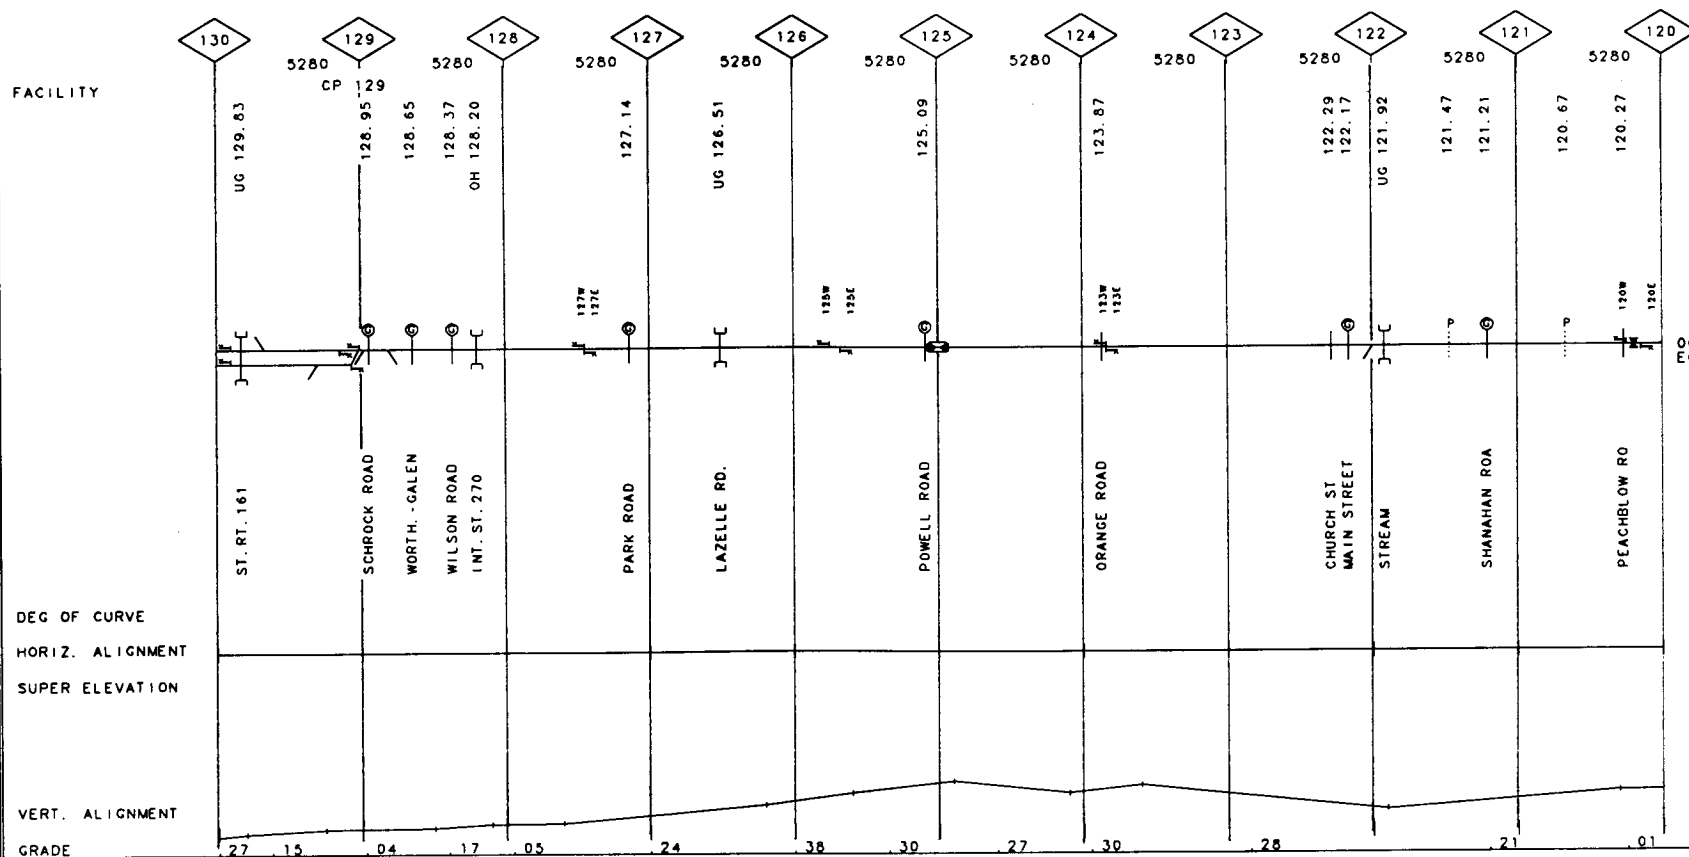 130 129 128 127 126 125 124 123 122 121 120
5280 5280 5280 5280 5280 5280 5280 5280 5280 5280
CP 129
FACILITY
UG 129.83
128.95
128.65
128.37
OH 128.20
127.14
UG 126.51
125.09
123.87
122.29
122.17
UG 121.92
121.47
121.21
120.67
120.27
127W
127E
125W
125E
123W
123E
120W
120E
G G G G G G P G P
ST. RT. 161
SCHROCK ROAD
WORTH. - GALEN
WILSON ROAD
INT. ST. 270
PARK ROAD
LAZELLE RD.
POWELL ROAD
ORANGE ROAD
CHURCH ST
MAIN STREET
STREAM
SHANAHAN ROA
PEACHBLOW RO
DEG OF CURVE
HORIZ. ALIGNMENT
SUPER ELEVATION
VERT. ALIGNMENT
GRADE .27 .15 .04 .17 .05 .24 .38 .30 .27 .30 .28 .21 .01